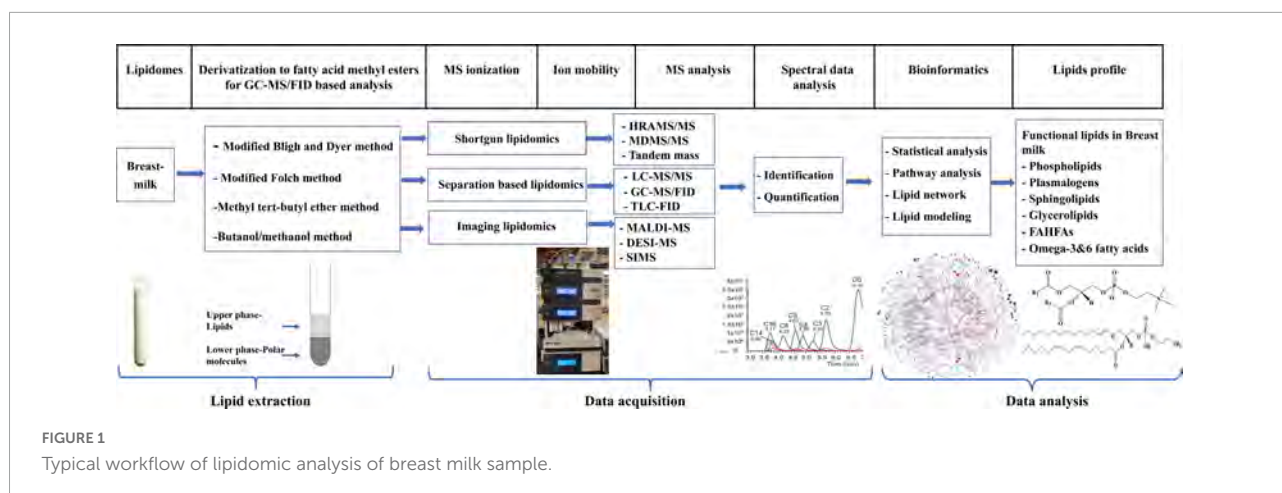 Lipidomes
Derivatization to fatty acid methyl esters
for GC-MS/FID based analysis
MS ionization
Ion mobility
MS analysis
Spectral data
analysis
Bioinformatics
Lipids profile
Breast-
milk
- Modified Bligh and Dyer method
- Modified Folch method
-Methyl tert-butyl ether method
-Butanol/methanol method
Shortgun lipidomics
Separation based lipidomics
Imaging lipidomics
- HRAMS/MS
- MDMS/MS
- Tandem mass
- LC-MS/MS
- GC-MS/FID
- TLC-FID
- MALDI-MS
- DESI-MS
- SIMS
- Identification
- Quantification
- Statistical analysis
- Pathway analysis
- Lipid network
- Lipid modeling
Functional lipids in Breast
milk
- Phospholipids
- Plasmalogens
- Sphingolipids
- Glycerolipids
- FAHFAs
- Omega-3&6 fatty acids
Upper phase-
Lipids
Lower phase-Polar
molecules
Lipid extraction
Data acquisition
Data analysis
FIGURE 1
Typical workflow of lipidomic analysis of breast milk sample.